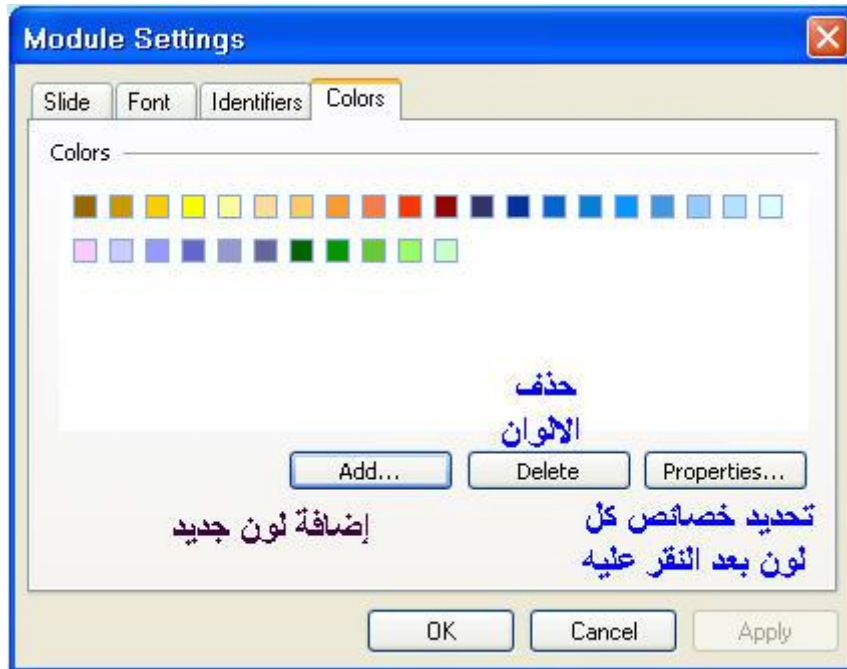 Module Settings
Slide Font Identifiers Colors
Colors
حذف
الالوان
Add... Delete Properties...
إضافة لون جديد
تحديد خصائص كل
لون بعد النقر عليه
OK Cancel Apply